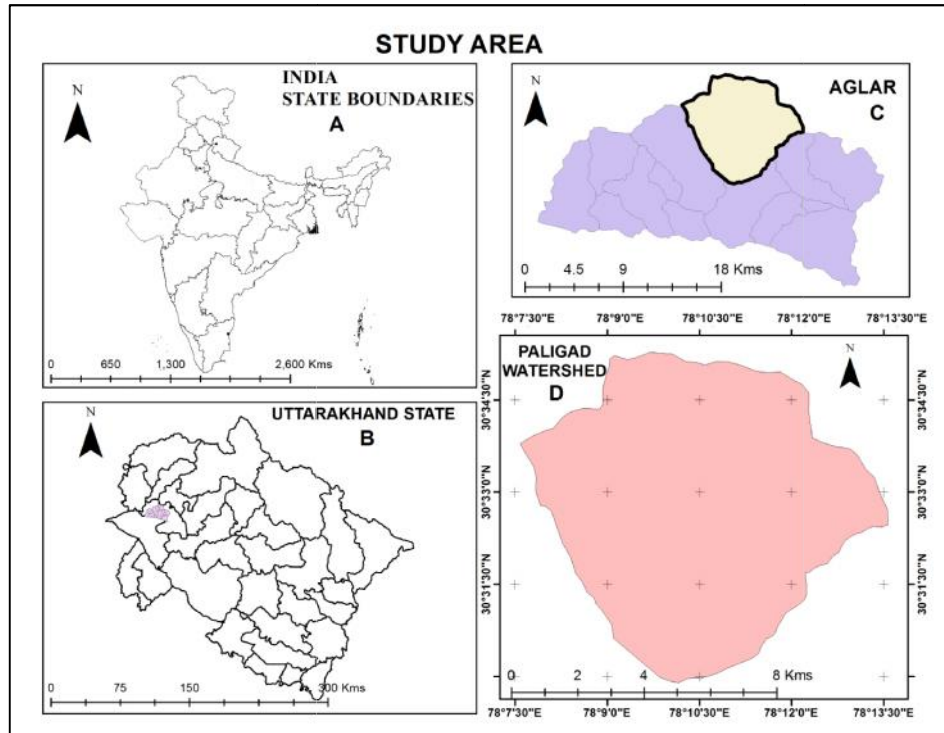 STUDY AREA
N
INDIA
STATE BOUNDARIES
A
0 650 1,300 2,600 Kms
N
AGLAR
C
0 4.5 9 18 Kms
N
UTTARAKHAND STATE
B
0 75 150 300 Kms
78°7'30"E 78°9'0"E 78°10'30"E 78°12'0"E 78°13'30"E
PALIGAD
WATERSHED
D
N
30°34'30"N 30°34'30"N
30°33'0"N 30°33'0"N
30°31'30"N 30°31'30"N
0 2 4 8 Kms
78°7'30"E 78°9'0"E 78°10'30"E 78°12'0"E 78°13'30"E